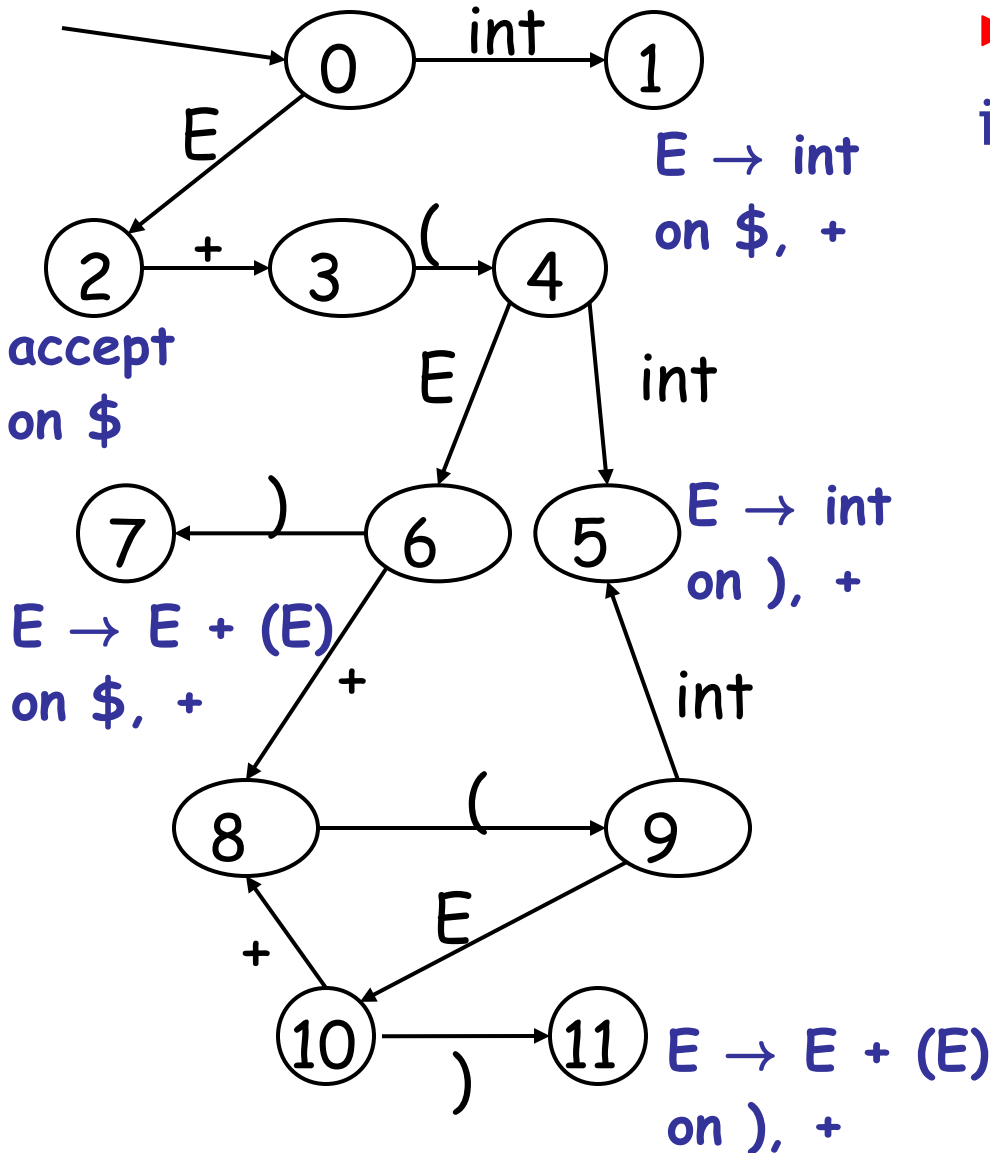 int
0
1
E
E → int
on $, +
+
(
2
3
4
accept
on $
E
int
)
7
6
5
E → int
on ), +
E → E + (E)
on $, +
+
int
(
8
9
E
+
10
11
)
E → E + (E)
on ), +